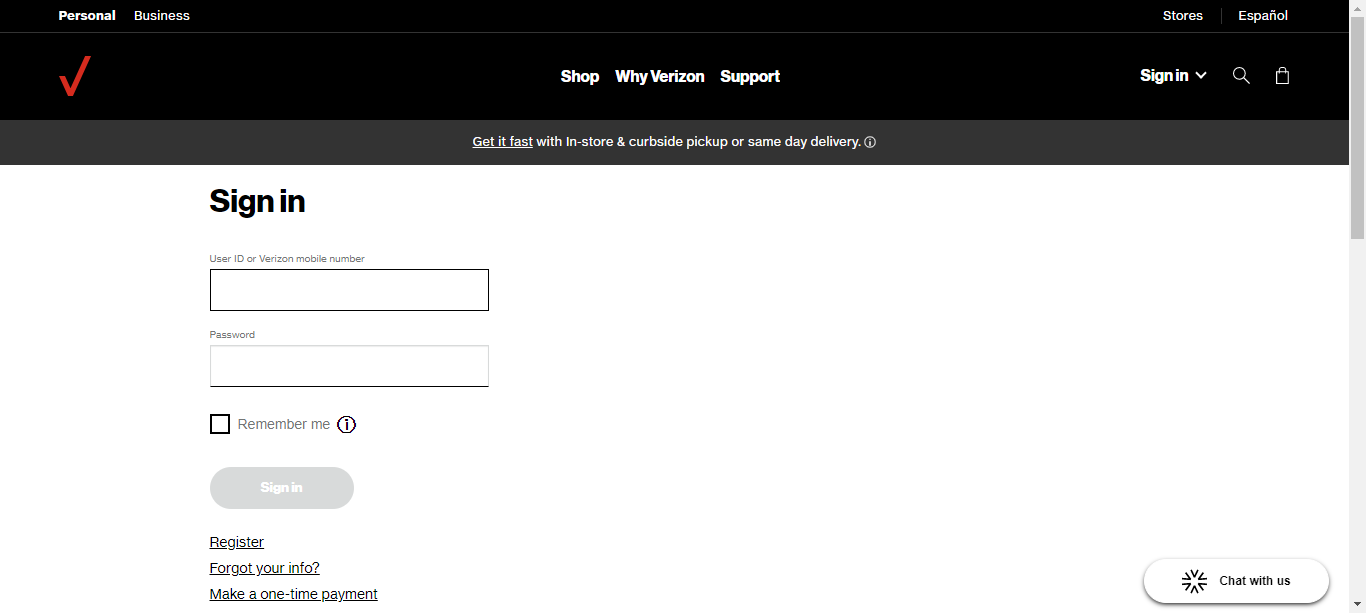 Personal Business Stores Español
Shop Why Verizon Support Sign in
Get it fast with In-store & curbside pickup or same day delivery.
Sign in
User ID or Verizon mobile number
Password
Remember me
Sign in
Register
Forgot your info?
Chat with us
Make a one-time payment